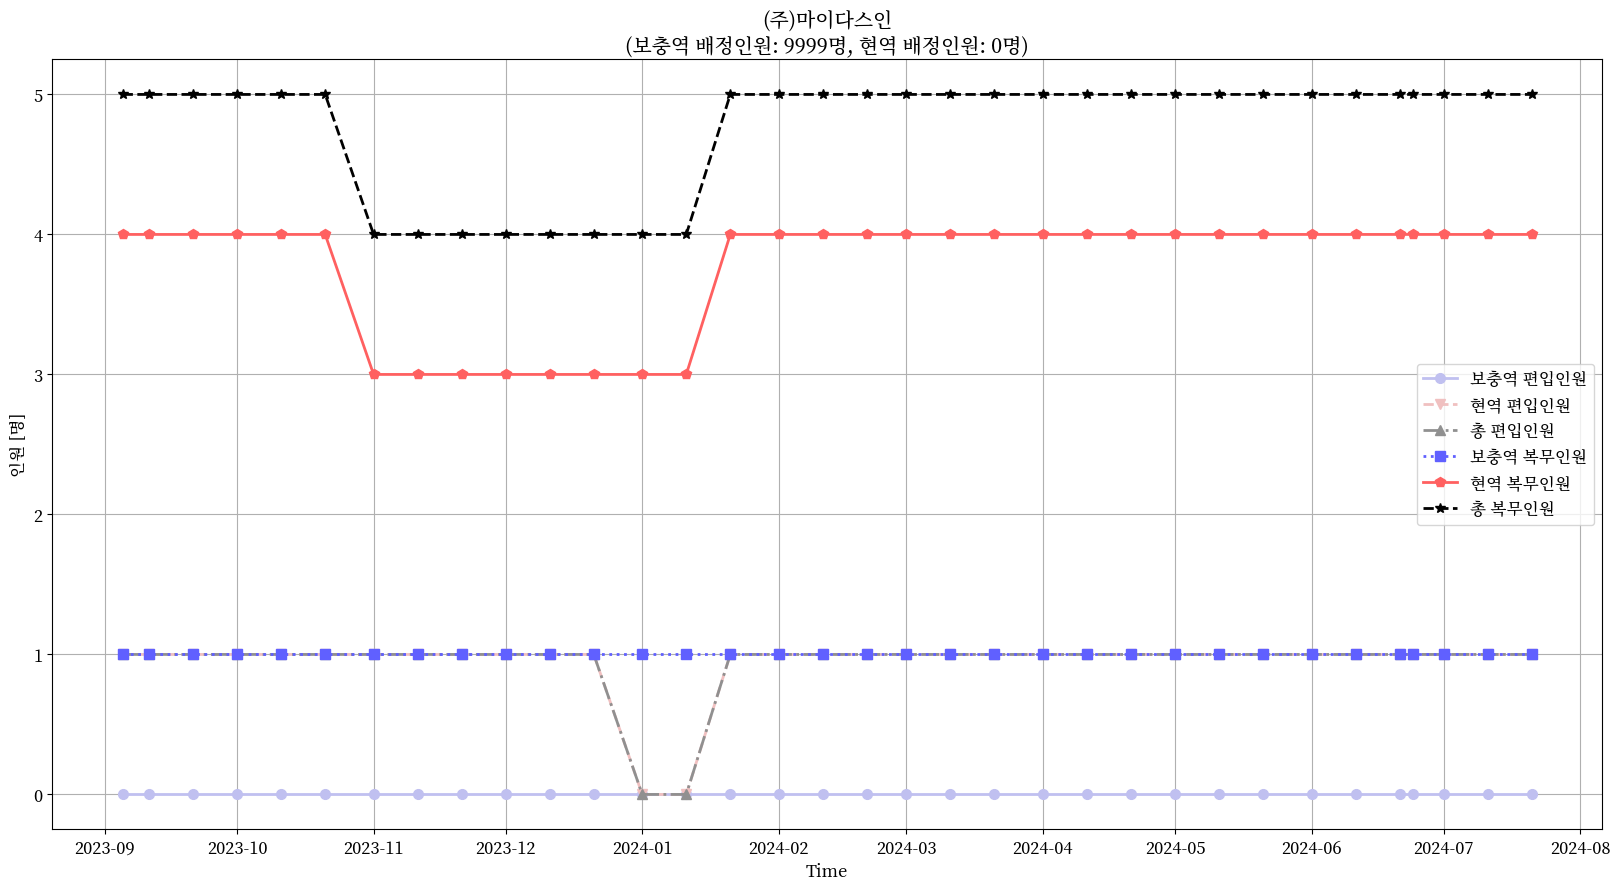 (주)마이다스인
(보충역 배정인원: 9999명, 현역 배정인원: 0명)
인원 [명]
5
4
3
2
1
0
보충역 편입인원
현역 편입인원
총 편입인원
보충역 복무인원
현역 복무인원
총 복무인원
2023-09 2023-10 2023-11 2023-12 2024-01 2024-02 2024-03 2024-04 2024-05 2024-06 2024-07 2024-08
Time